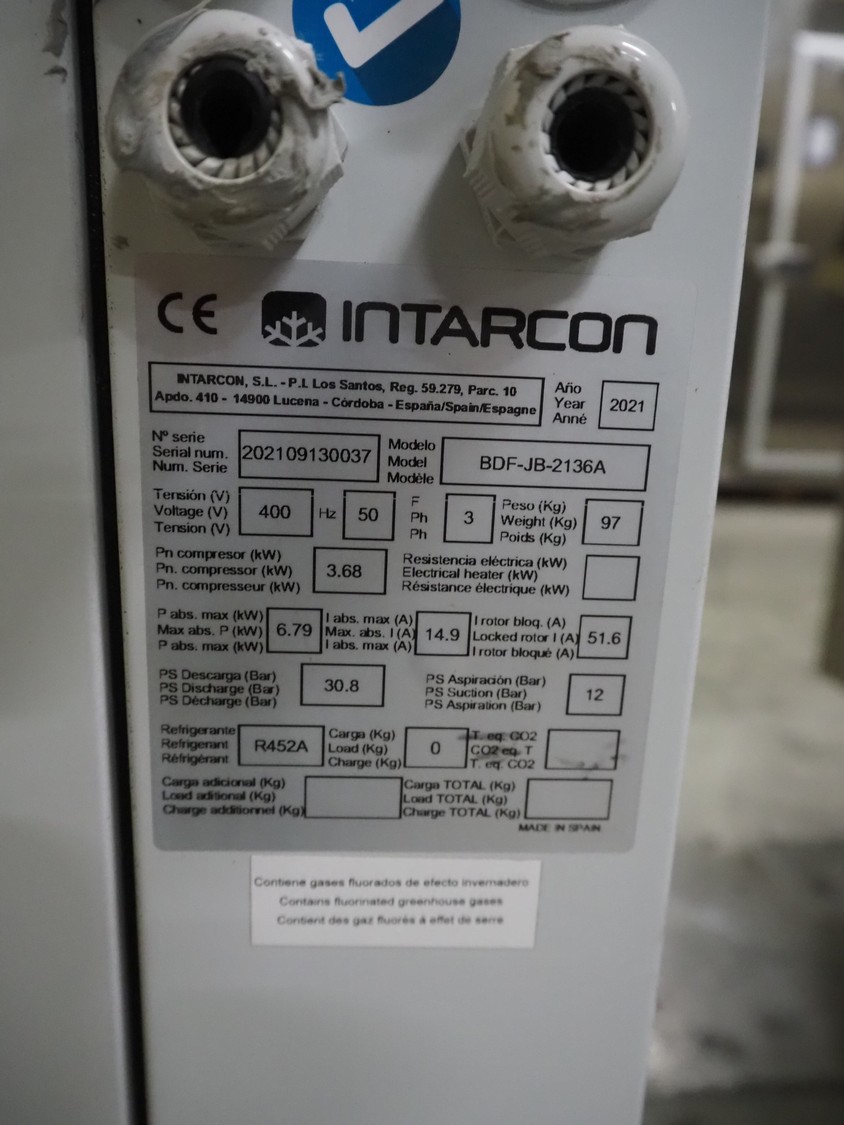 CE INTARCON
INTARCON, S.L. - P.I. Los Santos, Reg. 59.279, Parc. 10
Apdo. 410 - 14900 Lucena - Córdoba - España/Spain/Espagne
Año
Year
Anné
2021
Nº serie
Serial num.
Num. Serie
202109130037
Modelo
Model
Modèle
BDF-JB-2136A
Tensión (V)
Voltage (V)
Tension (V)
400
Hz
50
F
Ph
Ph
3
Peso (Kg)
Weight (Kg)
Poids (Kg)
97
Pn compresor (kW)
Pn. compressor (kW)
Pn. compresseur (kW)
3.68
Resistencia eléctrica (kW)
Electrical heater (kW)
Résistance électrique (kW)
P abs. max (kW)
Max abs. P (kW)
P abs. max (kW)
6.79
I abs. max (A)
Max. abs. I (A)
I abs. max (A)
14.9
I rotor bloq. (A)
Locked rotor I (A)
I rotor bloqué (A)
51.6
PS Descarga (Bar)
PS Discharge (Bar)
PS Décharge (Bar)
30.8
PS Aspiración (Bar)
PS Suction (Bar)
PS Aspiration (Bar)
12
Refrigerante
Refrigerant
Réfrigérant
R452A
Carga (Kg)
Load (Kg)
Charge (Kg)
0
T. eq. CO2
CO2 eq. T
T. eq. CO2
Carga adicional (Kg)
Load aditional (Kg)
Charge additionnel (Kg)
Carga TOTAL (Kg)
Load TOTAL (Kg)
Charge TOTAL (Kg)
MADE IN SPAIN
Contiene gases fluorados de efecto invernadero
Contains fluorinated greenhouse gases
Contient des gaz fluorés à effet de serre